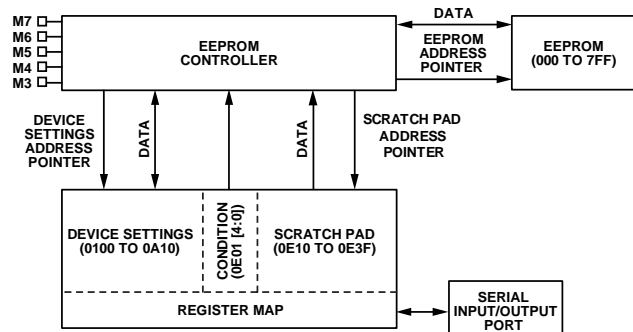 M7
M6
M5
M4
M3
EEPROM
CONTROLLER
DATA
EEPROM
ADDRESS
POINTER
EEPROM
(000 TO 7FF)
DEVICE
SETTINGS
ADDRESS
POINTER
DATA
DATA
SCRATCH PAD
ADDRESS
POINTER
DEVICE SETTINGS
(0100 TO 0A10)
CONDITION
(0E01 [4:0])
SCRATCH PAD
(0E10 TO 0E3F)
REGISTER MAP
SERIAL
INPUT/OUTPUT
PORT